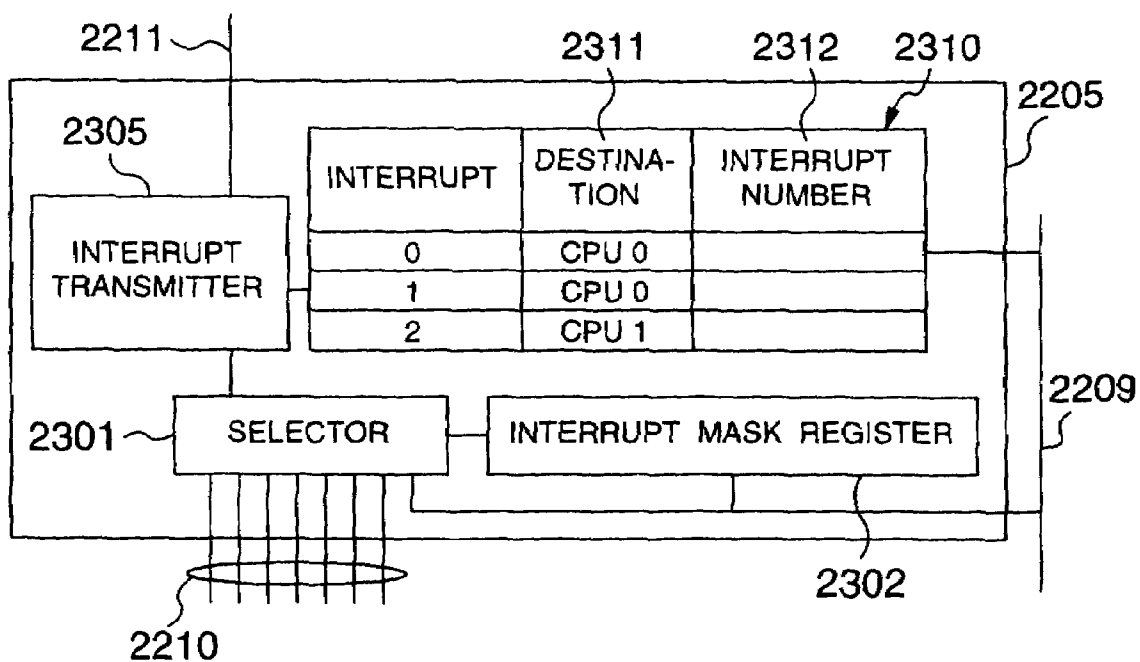 2211
2311 2312 2310
2205
2305
INTERRUPT DESTINA-
TION INTERRUPT
NUMBER
INTERRUPT
TRANSMITTER
0 CPU 0
1 CPU 0
2 CPU 1
2209
2301 SELECTOR INTERRUPT MASK REGISTER
2302
2210